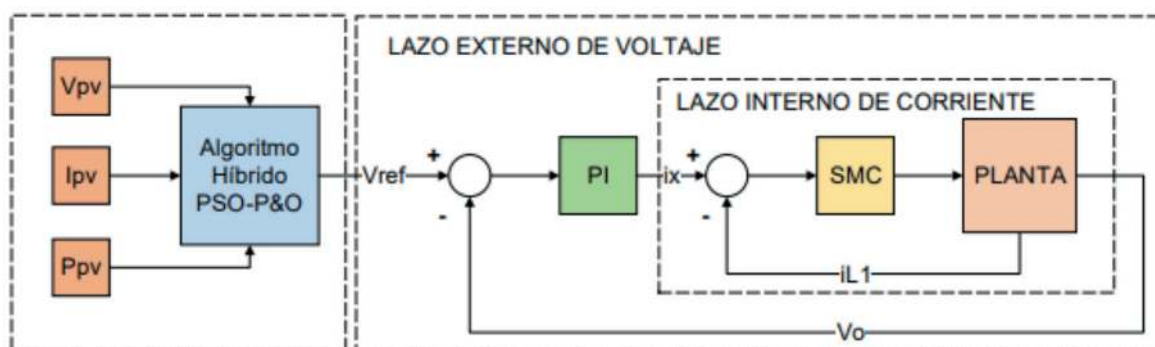 LAZO EXTERNO DE VOLTAJE
LAZO INTERNO DE CORRIENTE
Vpv
Ipv
Ppv
Algoritmo
Híbrido
PSO-P&O
Vref
+
-
PI
ix
+
-
SMC
PLANTA
iL1
Vo